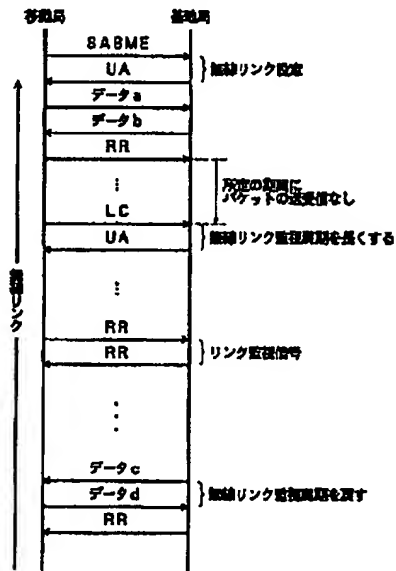 移動局 基地局
SABME
UA
}無線リンク設定
データa
データb
RR
所定の期間に
パケットの送受信なし
LC
UA
}無線リンク監視周期を長くする
無線リンク
RR
RR
}リンク監視信号
データc
データd
}無線リンク監視周期を戻す
RR